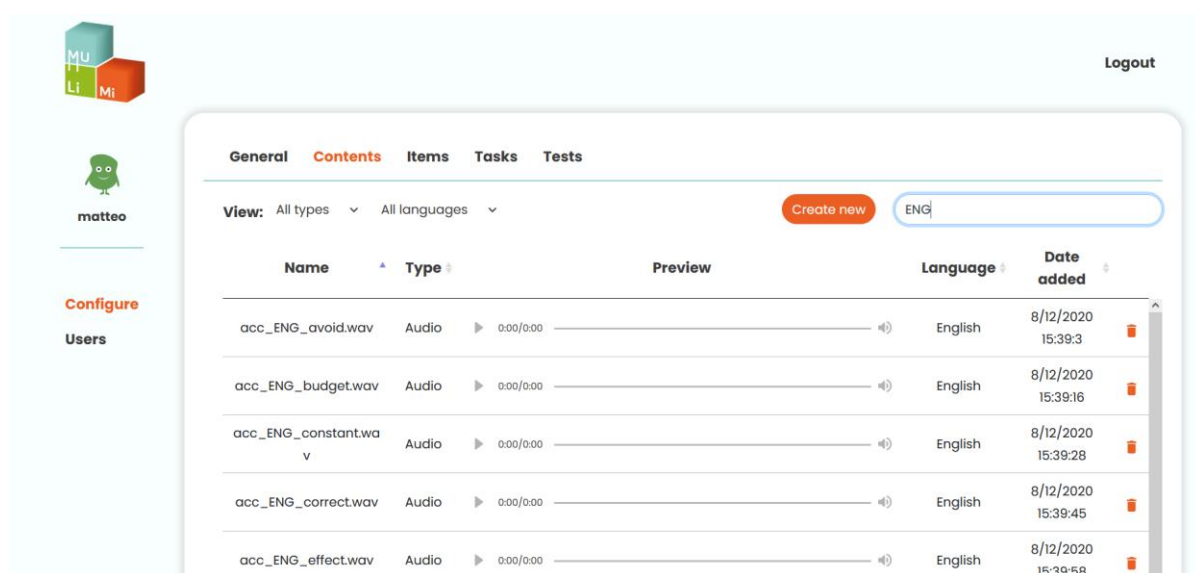 MU
Li Mi
Logout
matteo
Configure
Users
General Contents Items Tasks Tests
View: All types All languages Create new ENG
Name Type Preview Language Date added
acc_ENG_avoid.wav Audio 0:00/0:00 English 8/12/2020 15:39:3
acc_ENG_budget.wav Audio 0:00/0:00 English 8/12/2020 15:39:16
acc_ENG_constant.wav Audio 0:00/0:00 English 8/12/2020 15:39:28
acc_ENG_correct.wav Audio 0:00/0:00 English 8/12/2020 15:39:45
acc_ENG_effect.wav Audio 0:00/0:00 English 8/12/2020 15:39:58